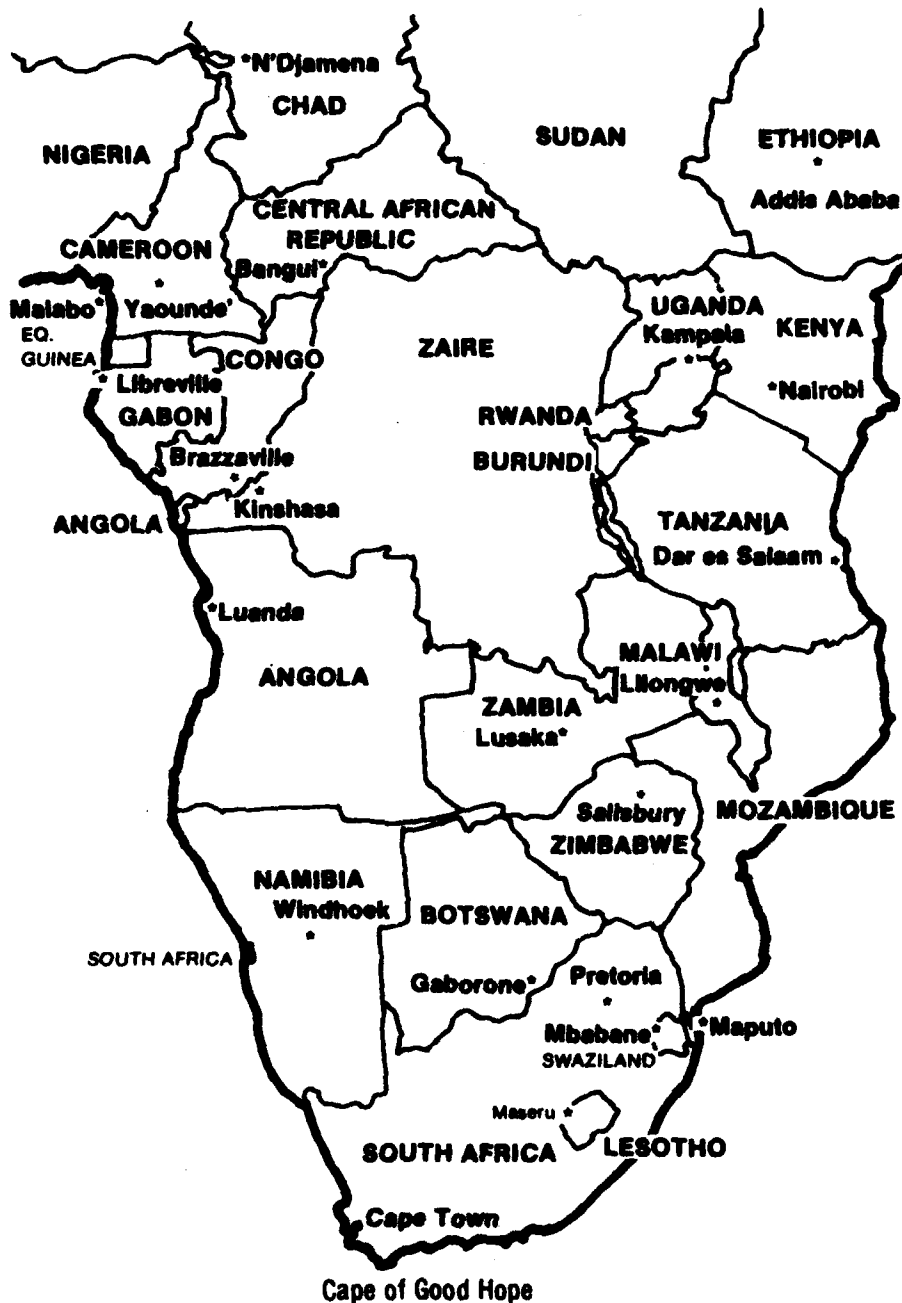 *N'Djamena
CHAD
NIGERIA
SUDAN
ETHIOPIA
*
Addis Ababa
CENTRAL AFRICAN
REPUBLIC
Bangui*
CAMEROON
*
Yaounde'
Malabo*
EQ.
GUINEA
*
Libreville
GABON
CONGO
ZAIRE
UGANDA
Kampala
* *
KENYA
*Nairobi
RWANDA
BURUNDI
Brazzaville
*
*
Kinshasa
ANGOLA
TANZANIA
Dar es Salaam *
*Luanda
ANGOLA
MALAWI
Lilongwe
*
ZAMBIA
Lusaka*
*
Salisbury
ZIMBABWE
MOZAMBIQUE
NAMIBIA
Windhoek
*
BOTSWANA
SOUTH AFRICA
Gaborone*
Pretoria
*
Mbabane*
SWAZILAND
*Maputo
Maseru *
LESOTHO
SOUTH AFRICA
Cape Town
Cape of Good Hope